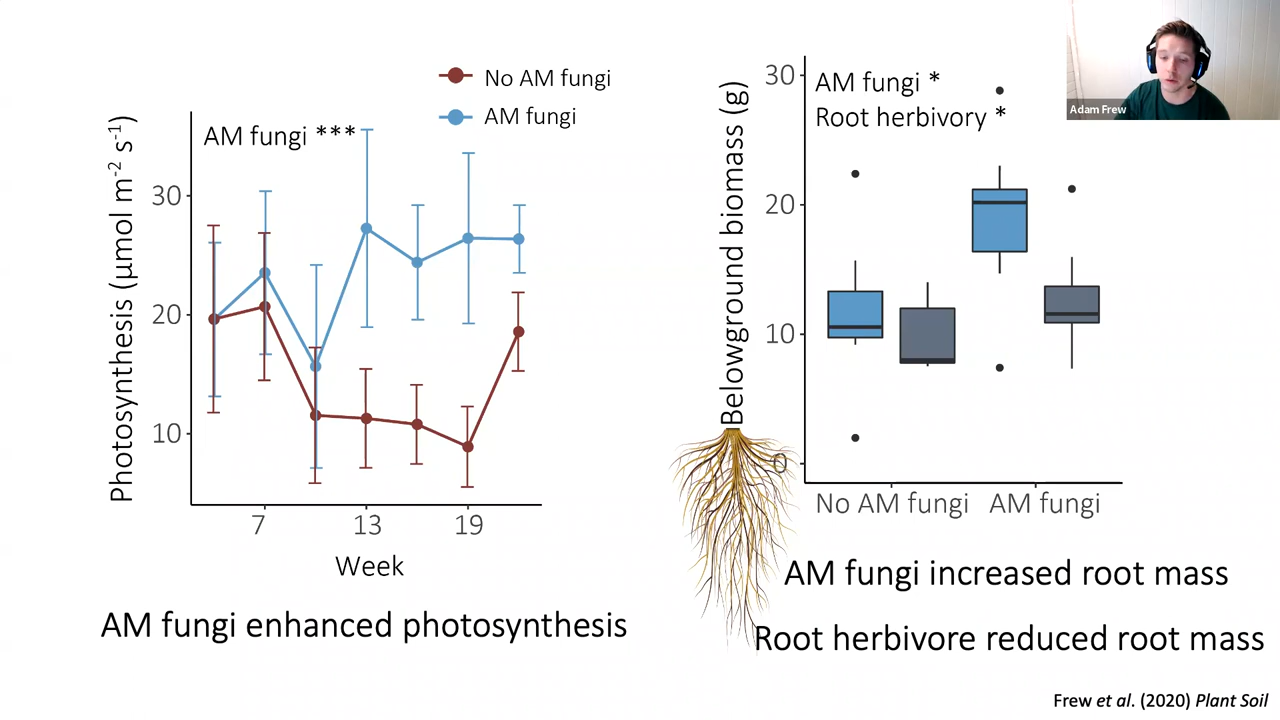 No AM fungi
AM fungi
AM fungi ***
Photosynthesis (µmol m⁻² s⁻¹)
30
20
10
7 13 19
Week
AM fungi enhanced photosynthesis
AM fungi *
Root herbivory *
Belowground biomass (g)
30
20
10
0
No AM fungi AM fungi
AM fungi increased root mass
Root herbivore reduced root mass
Frew et al. (2020) Plant Soil
Adam Frew